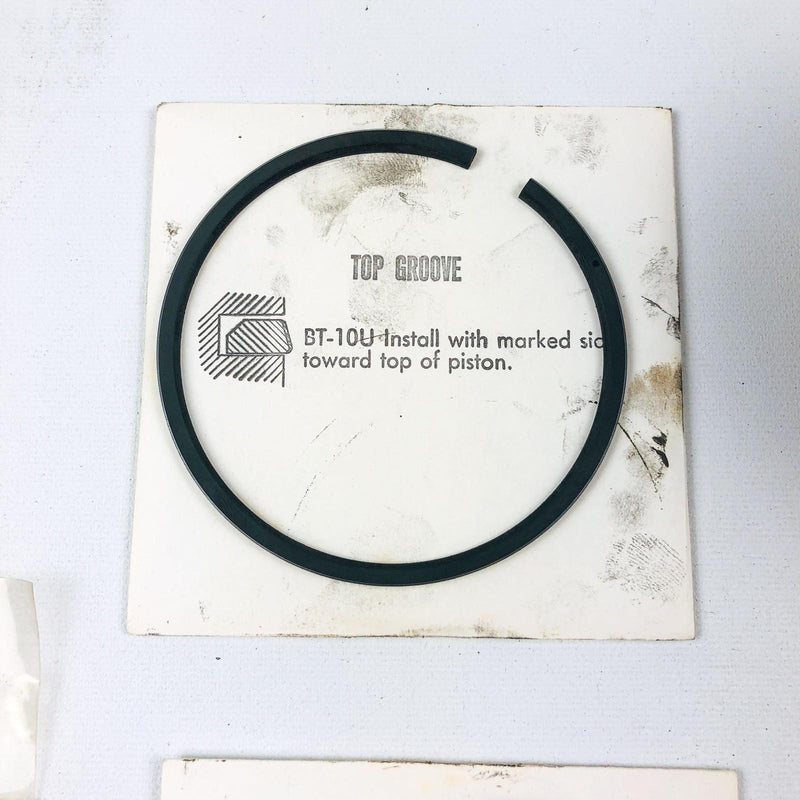 TOP GROOVE
BT-10U Install with marked sid
toward top of piston.